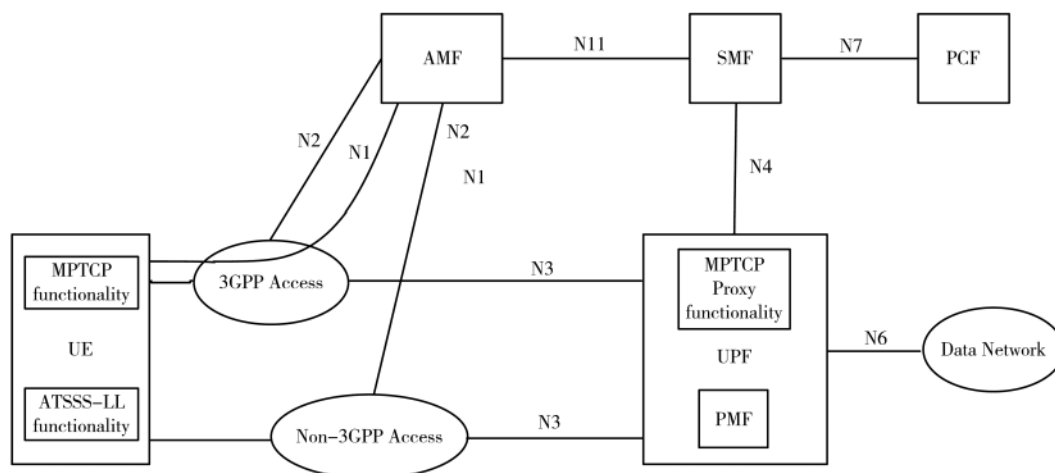 N11
N7
AMF
SMF
PCF
N2
N1
N2
N1
N4
MPTCP
functionality
UE
ATSSS-LL
functionality
3GPP Access
N3
MPTCP
Proxy
functionality
UPF
PMF
N6
Data Network
Non-3GPP Access
N3